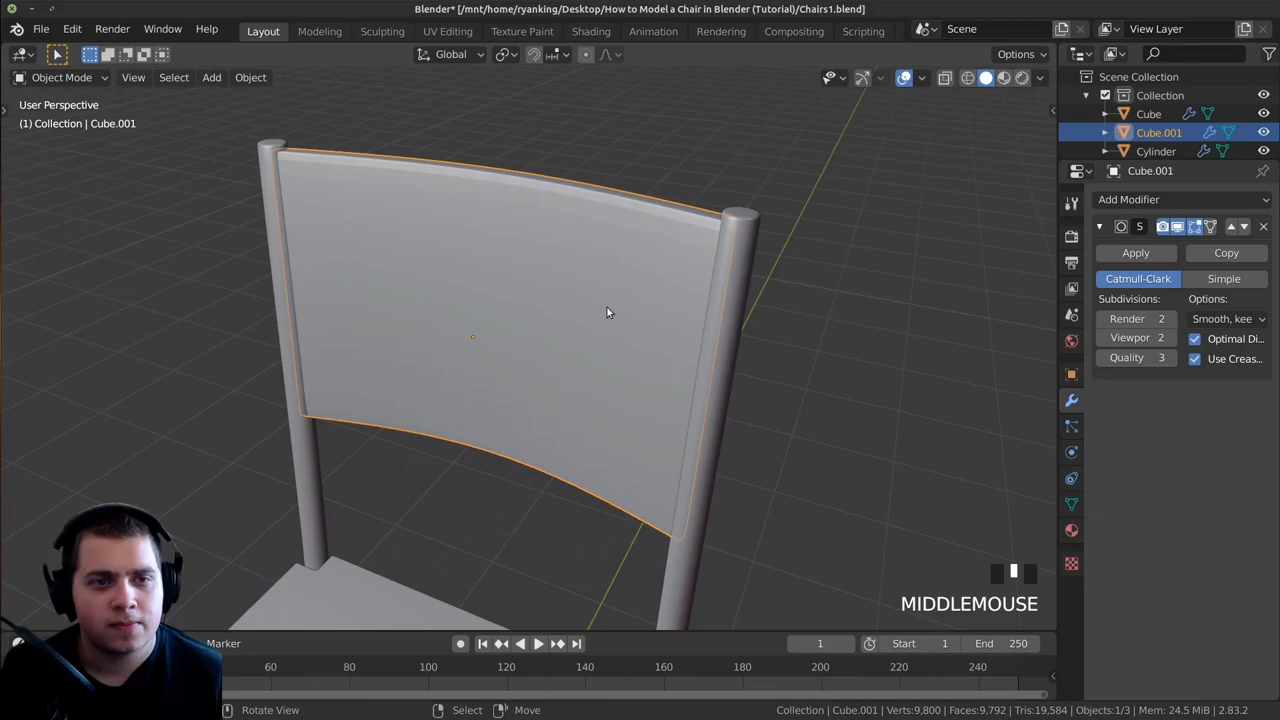 Blender* [/mnt/home/ryanking/Desktop/How to Model a Chair in Blender (Tutorial)/Chairs1.blend]
File Edit Render Window Help Layout Modeling Sculpting UV Editing Texture Paint Shading Animation Rendering Compositing Scripting Scene View Layer
Global Options
Object Mode View Select Add Object
User Perspective
(1) Collection | Cube.001
Scene Collection
Collection
Cube
Cube.001
Cylinder
Cube.001
Add Modifier
S
Apply Copy
Catmull-Clark Simple
Subdivisions: Options:
Render 2 Smooth, kee
Viewpor 2 Optimal Di...
Quality 3 Use Creas...
MIDDLEMOUSE
Marker 1 Start 1 End 250
60 80 100 120 140 160 180 200 220 240
Rotate View Select Move Collection | Cube.001 | Verts:9,800 | Faces:9,792 | Tris:19,584 | Objects:1/3 | Mem: 24.5 MiB | 2.83.2